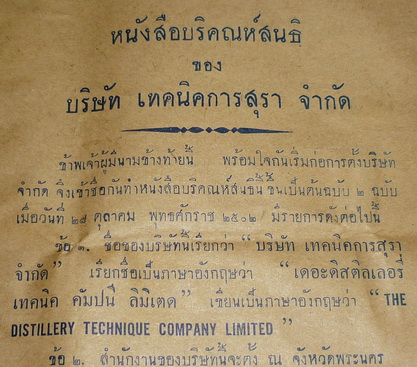 หนังสือบริคณห์สนธิ
ของ
บริษัท เทคนิคการสุรา จำกัด
ข้าพเจ้าผู้มีนามข้างท้ายนี้ พร้อมใจกันเริ่มก่อการตั้งบริษัท
จำกัด จึงเข้าชื่อกันทำหนังสือบริคณห์สนธินี้ ขึ้นเป็นต้นฉบับ ๒ ฉบับ
เมื่อวันที่ ๒๘ ตุลาคม พุทธศักราช ๒๕๐๒ มีรายการดังต่อไปนี้
ข้อ ๑. ชื่อของบริษัทนี้เรียกว่า “บริษัท เทคนิคการสุรา
จำกัด” เรียกชื่อเป็นภาษาอังกฤษว่า “เดอะดิสติลเลอรี่
เทคนิค คัมปนี ลิมิเตด” เขียนเป็นภาษาอังกฤษว่า “THE
DISTILLERY TECHNIQUE COMPANY LIMITED”
ข้อ ๒. สำนักงานของบริษัทนี้จะตั้ง ณ จังหวัดพระนคร